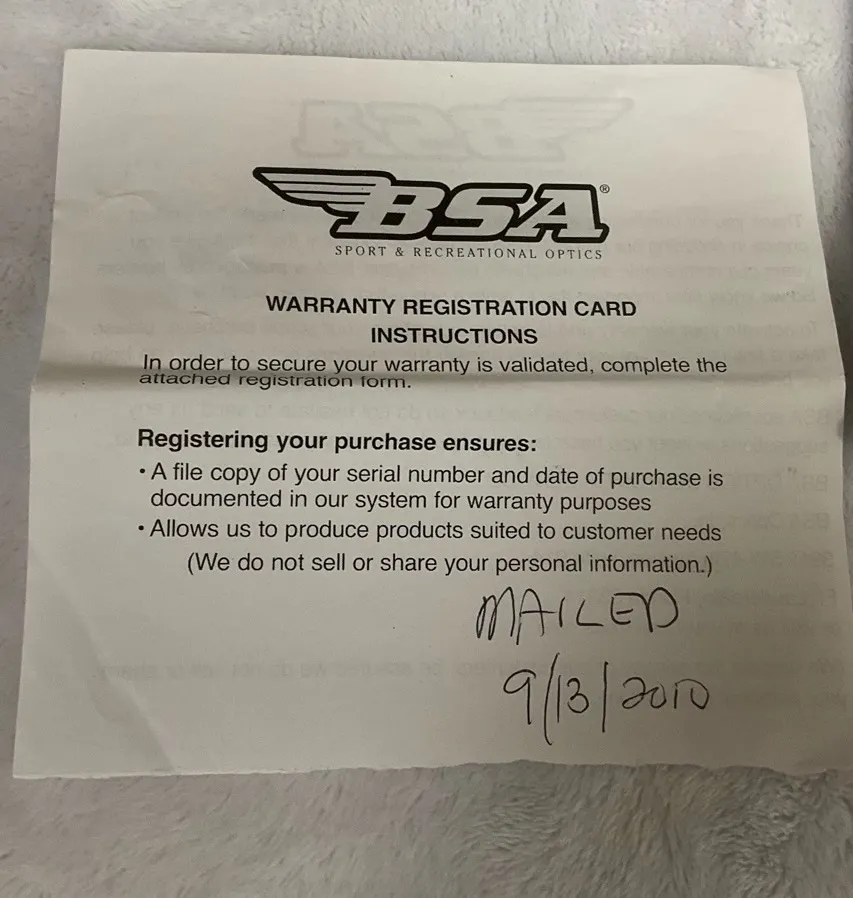 BSA®
SPORT & RECREATIONAL OPTICS
WARRANTY REGISTRATION CARD
INSTRUCTIONS
In order to secure your warranty is validated, complete the
attached registration form.
Registering your purchase ensures:
• A file copy of your serial number and date of purchase is
documented in our system for warranty purposes
• Allows us to produce products suited to customer needs
(We do not sell or share your personal information.)
MAILED
9/13/2010